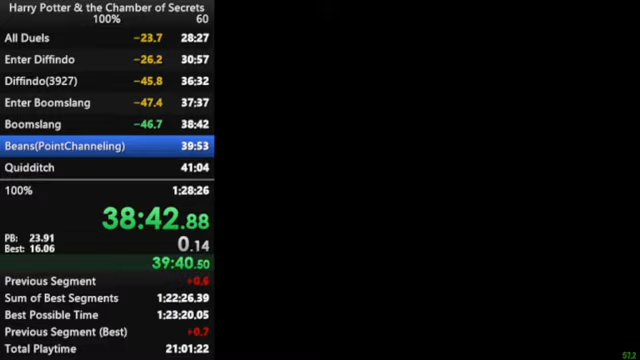 Harry Potter & the Chamber of Secrets
100% 60
All Duels -23.7 28:27
Enter Diffindo -26.2 30:57
Diffindo(3927) -45.8 36:32
Enter Boomslang -47.4 37:37
Boomslang -46.7 38:42
Beans(PointChanneling) 39:53
Quidditch 41:04
100% 1:28:26
38:42.88
PB: 23.91
Best: 16.06
0.14
39:40.50
Previous Segment +0.6
Sum of Best Segments 1:22:26.39
Best Possible Time 1:23:20.05
Previous Segment (Best) +0.7
Total Playtime 21:01:22